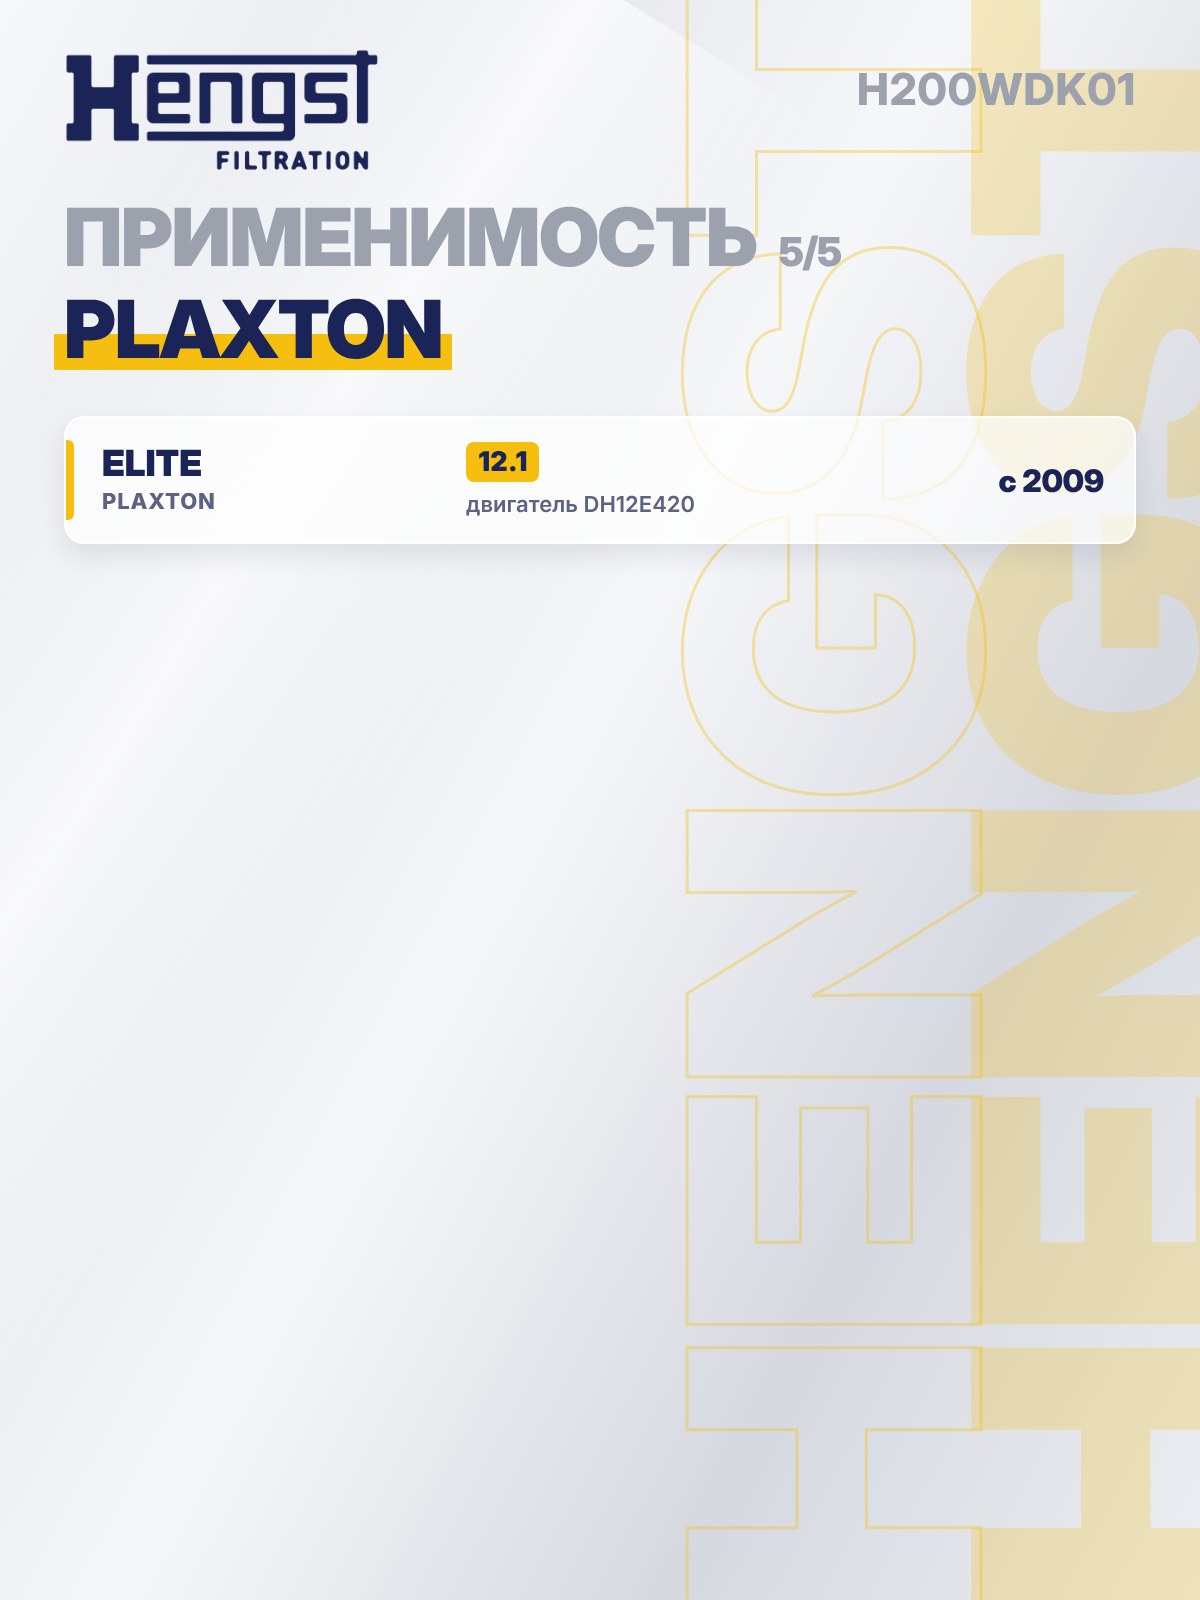 Hengst
FILTRATION
H200WDK01
ПРИМЕНИМОСТЬ 5/5
PLAXTON
ELITE
PLAXTON
12.1
двигатель DH12E420
с 2009
HENGST
HENGST